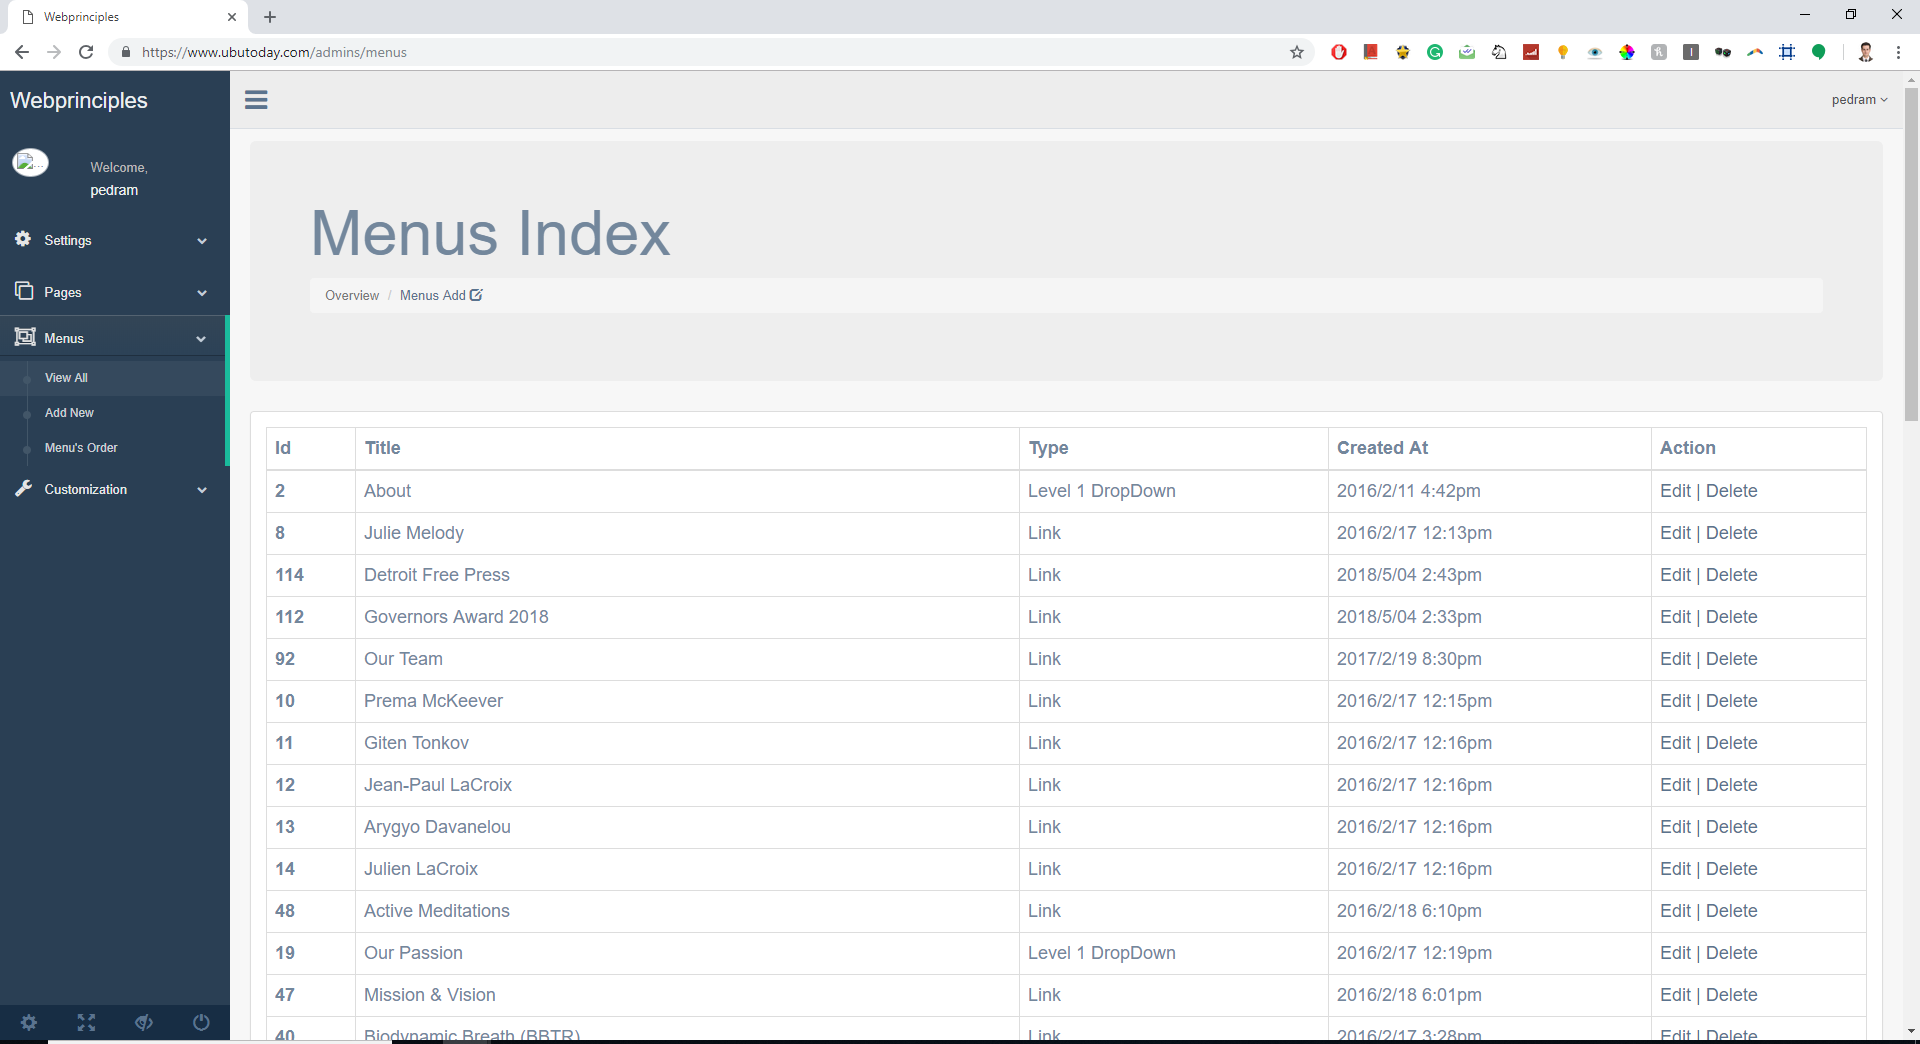 Webprinciples
https://www.ubutoday.com/admins/menus
Webprinciples
pedram
Welcome,
pedram
Settings
Pages
Menus
View All
Add New
Menu's Order
Customization
Menus Index
Overview / Menus Add
Id Title Type Created At Action
2 About Level 1 DropDown 2016/2/11 4:42pm Edit | Delete
8 Julie Melody Link 2016/2/17 12:13pm Edit | Delete
114 Detroit Free Press Link 2018/5/04 2:43pm Edit | Delete
112 Governors Award 2018 Link 2018/5/04 2:33pm Edit | Delete
92 Our Team Link 2017/2/19 8:30pm Edit | Delete
10 Prema McKeever Link 2016/2/17 12:15pm Edit | Delete
11 Giten Tonkov Link 2016/2/17 12:16pm Edit | Delete
12 Jean-Paul LaCroix Link 2016/2/17 12:16pm Edit | Delete
13 Arygyo Davanelou Link 2016/2/17 12:16pm Edit | Delete
14 Julien LaCroix Link 2016/2/17 12:16pm Edit | Delete
48 Active Meditations Link 2016/2/18 6:10pm Edit | Delete
19 Our Passion Level 1 DropDown 2016/2/17 12:19pm Edit | Delete
47 Mission & Vision Link 2016/2/18 6:01pm Edit | Delete
40 Biodynamic Breath (BBTR) Link 2016/2/17 3:28pm Edit | Delete